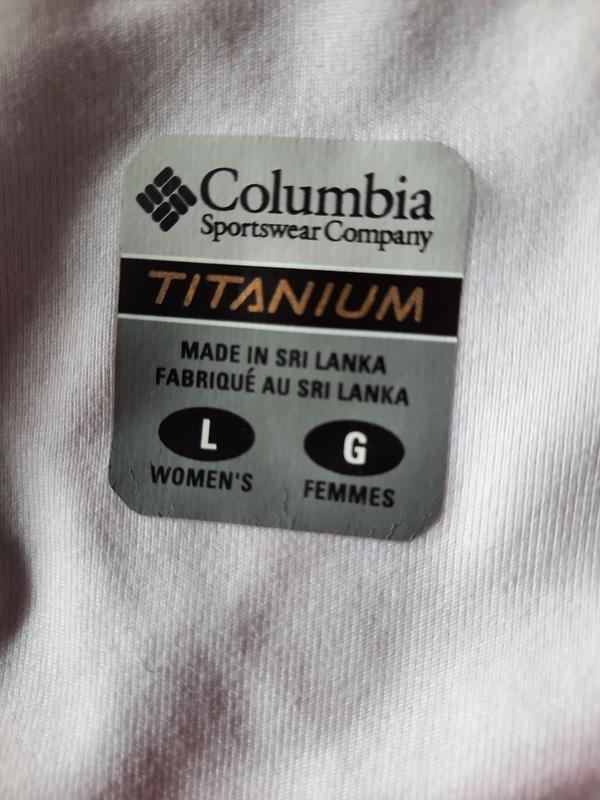 Columbia
Sportswear Company
TITANIUM
MADE IN SRI LANKA
FABRIQUÉ AU SRI LANKA
L G
WOMEN'S FEMMES